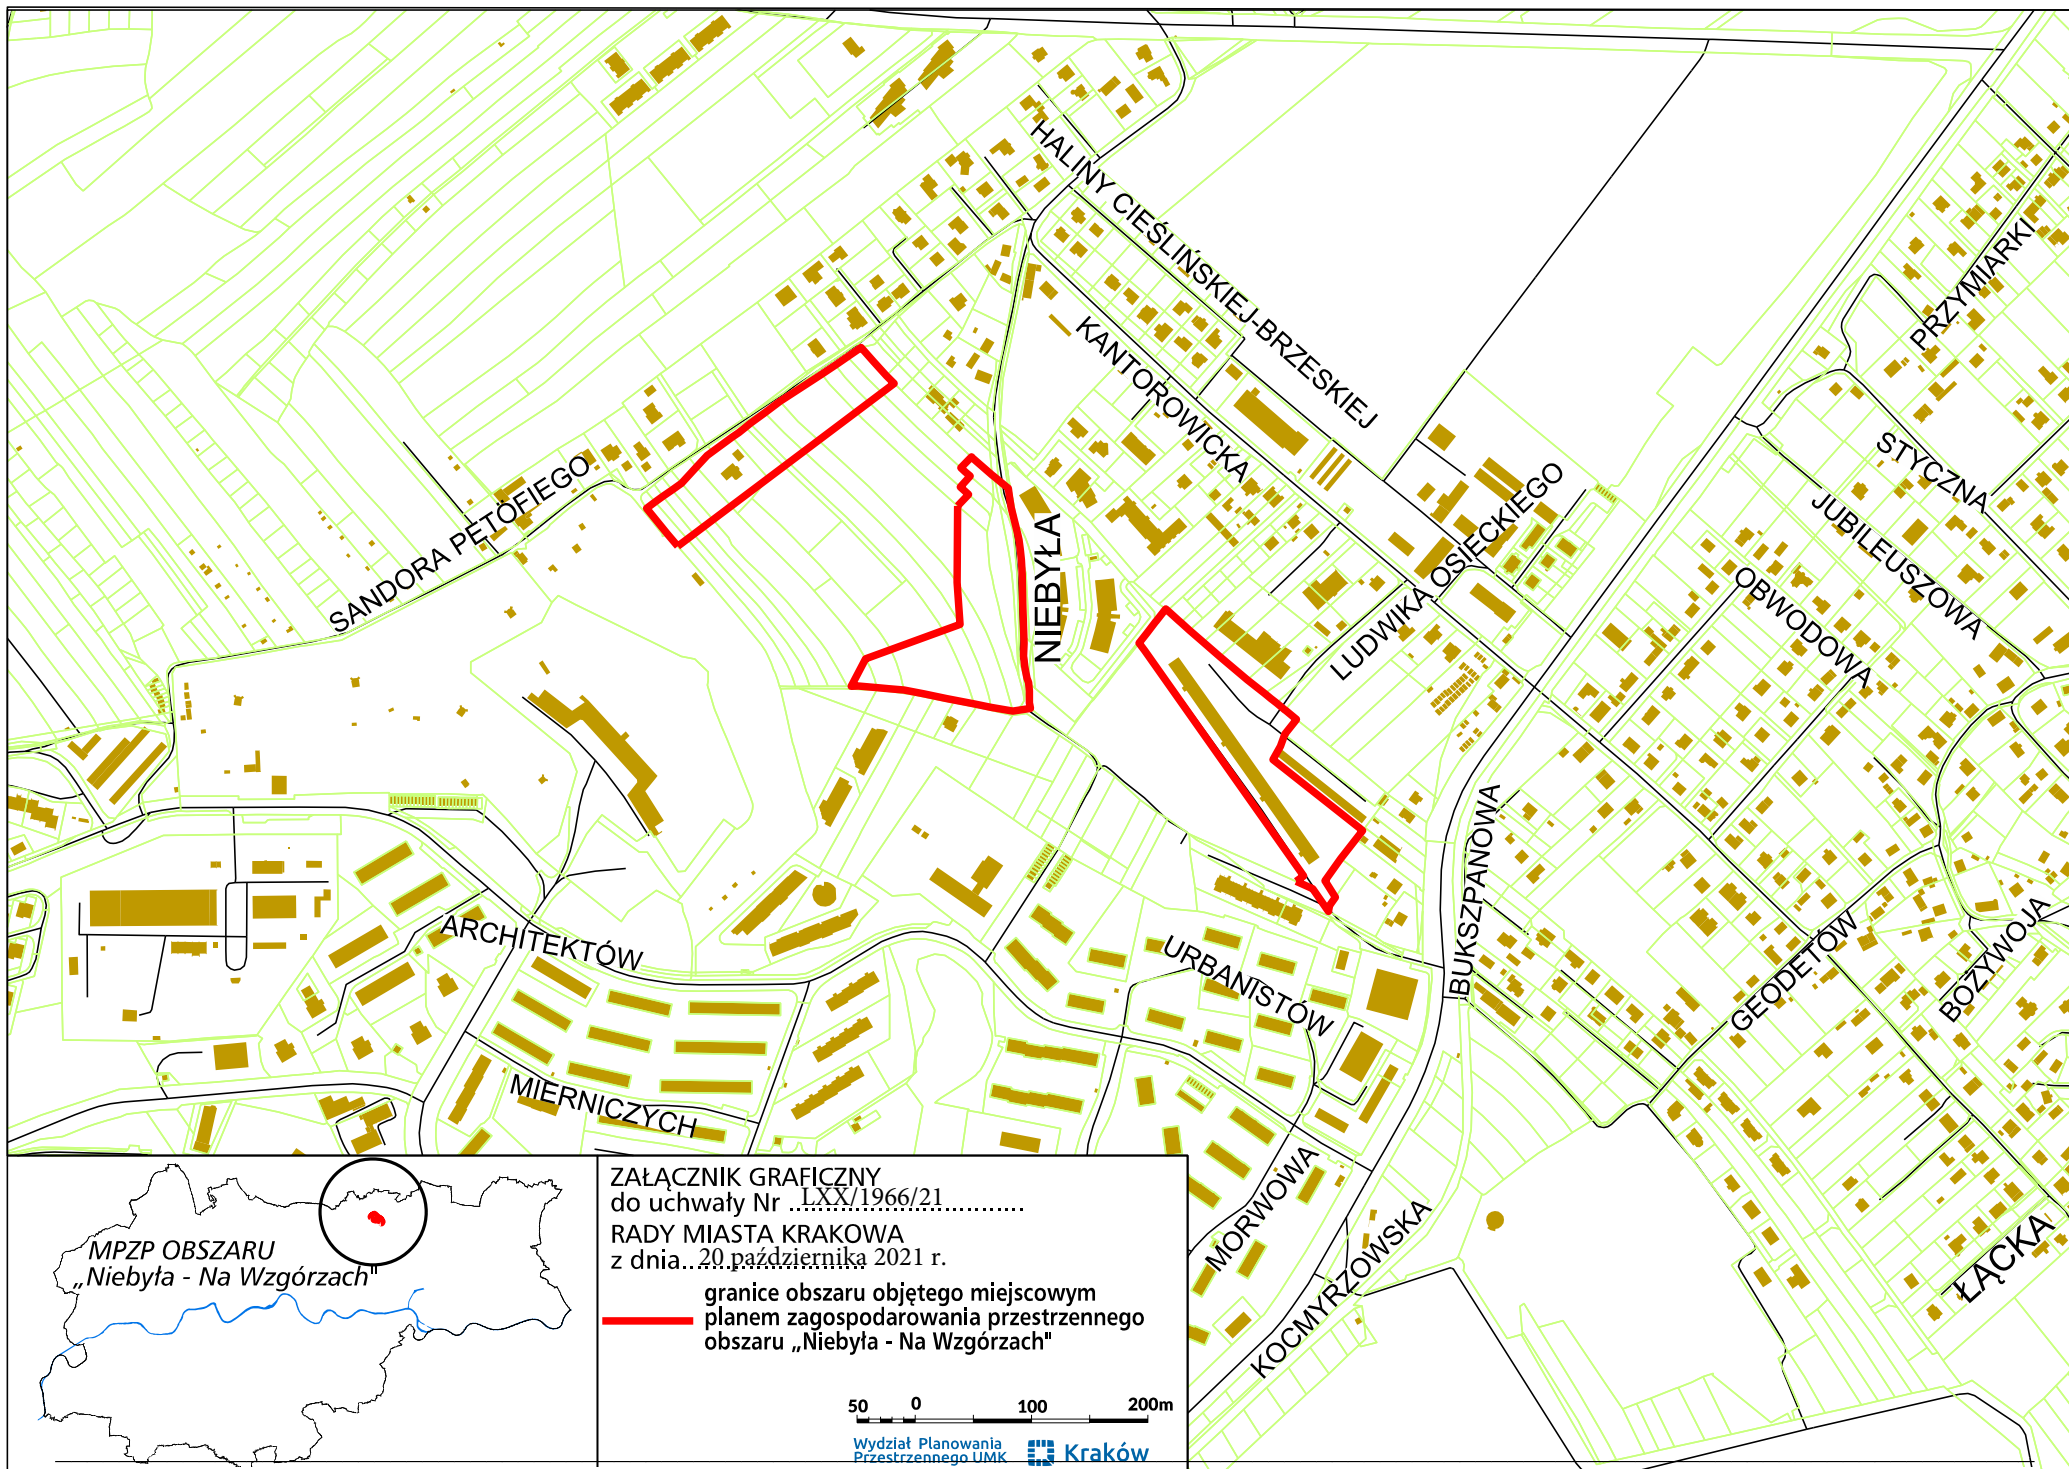 HALINY CIEŚLIŃSKIEJ-BRZESKIEJ
KANTOROWICKA
PRZYMIARKI
STYCZNA
JUBILEUSZOWA
OBWODOWA
SANDORA PETÖFIEGO
NIEBYŁA
LUDWIKA OSIECKIEGO
BUKSZPANOWA
ARCHITEKTÓW
URBANISTÓW
GEODETÓW
BOŻYWOJA
MIERNICZYCH
MORWOWA
KOCMYRZOWSKA
ŁĄCKA
MPZP OBSZARU
„Niebyła - Na Wzgórzach"
ZAŁĄCZNIK GRAFICZNY
do uchwały Nr LXX/1966/21
RADY MIASTA KRAKOWA
z dnia 20 października 2021 r.
granice obszaru objętego miejscowym
planem zagospodarowania przestrzennego
obszaru „Niebyła - Na Wzgórzach"
50 0 100 200m
Wydział Planowania
Przestrzennego UMK
Kraków